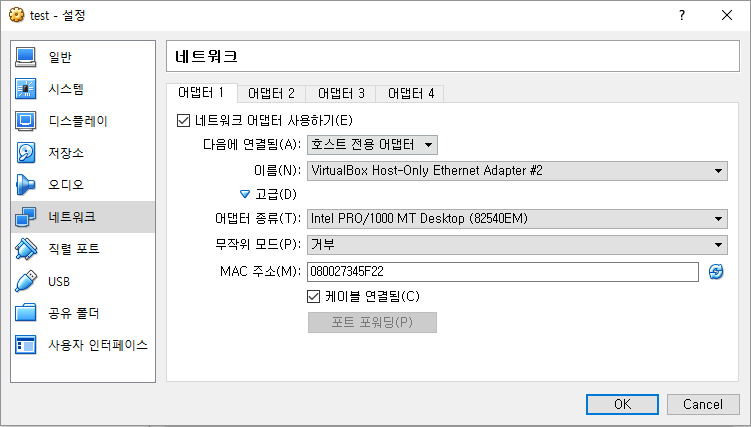 test - 설정
?
일반
시스템
디스플레이
저장소
오디오
네트워크
직렬 포트
USB
공유 폴더
사용자 인터페이스
네트워크
어댑터 1 어댑터 2 어댑터 3 어댑터 4
네트워크 어댑터 사용하기(E)
다음에 연결됨(A): 호스트 전용 어댑터
이름(N): VirtualBox Host-Only Ethernet Adapter #2
고급(D)
어댑터 종류(T): Intel PRO/1000 MT Desktop (82540EM)
무작위 모드(P): 거부
MAC 주소(M): 080027345F22
케이블 연결됨(C)
포트 포워딩(P)
OK Cancel